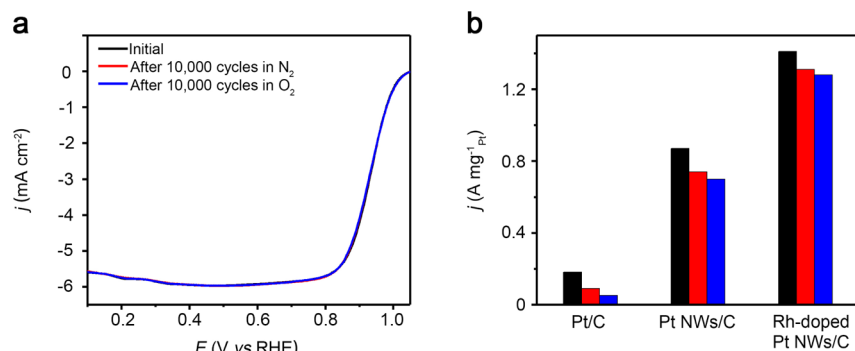 a
Initial
After 10,000 cycles in N2
After 10,000 cycles in O2
0
-1
-2
-3
-4
-5
-6
j (mA cm-2)
0.2 0.4 0.6 0.8 1.0
E (V vs RHE)
b
1.2
0.8
0.4
0
j (A mg-1Pt)
Pt/C Pt NWs/C Rh-doped
Pt NWs/C